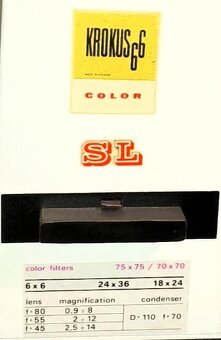 KROKUS 66
MADE IN POLAND
COLOR
SL
color filters 75 x 75 / 70 x 70
6 x 6 24 x 36 18 x 24
lens magnification condenser
f=80 0,9 ÷ 8
f=55 2 ÷ 12 D=110 f=70
f=45 2,5 ÷ 14